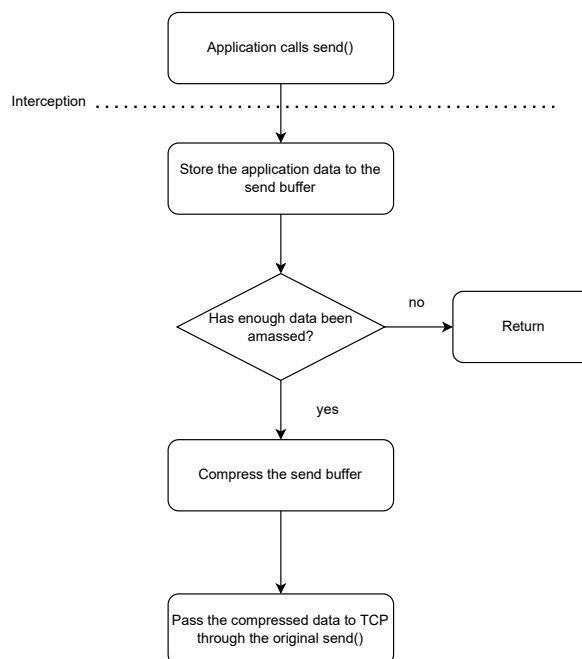 Application calls send()
Interception
Store the application data to the
send buffer
Has enough data been
amassed?
no
Return
yes
Compress the send buffer
Pass the compressed data to TCP
through the original send()